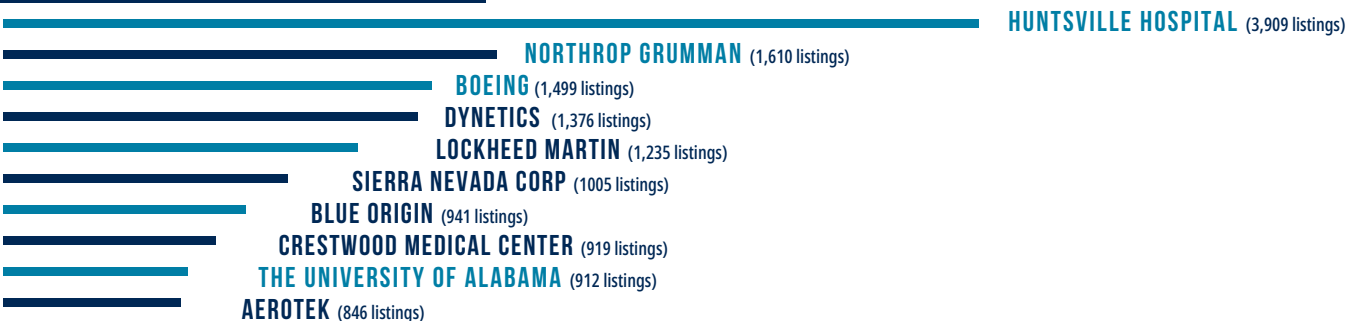 HUNTSVILLE HOSPITAL (3,909 listings)
NORTHROP GRUMMAN (1,610 listings)
BOEING (1,499 listings)
DYNETICS (1,376 listings)
LOCKHEED MARTIN (1,235 listings)
SIERRA NEVADA CORP (1005 listings)
BLUE ORIGIN (941 listings)
CRESTWOOD MEDICAL CENTER (919 listings)
THE UNIVERSITY OF ALABAMA (912 listings)
AEROTEK (846 listings)